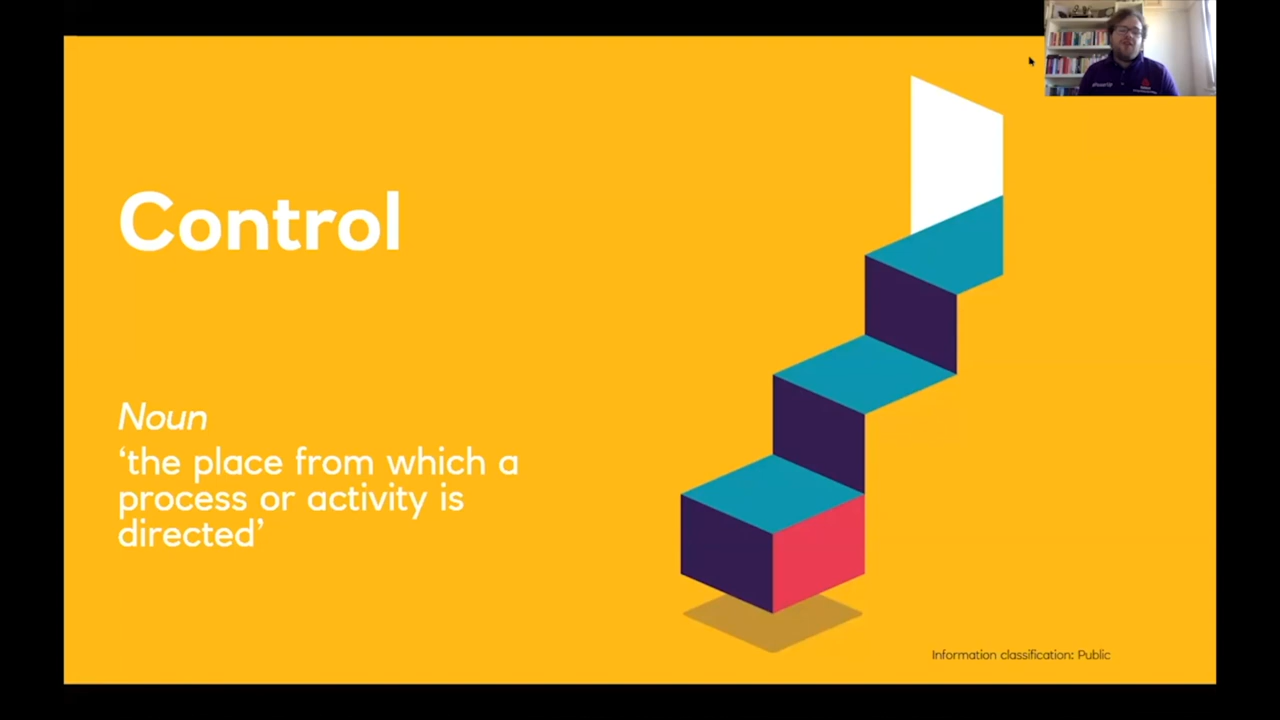 Control
Noun
‘the place from which a
process or activity is
directed’
Information classification: Public